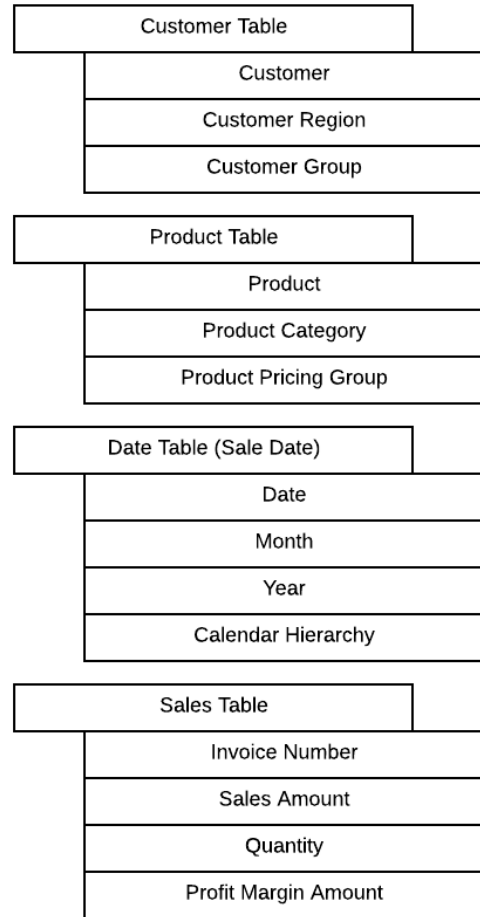 Customer Table
Customer
Customer Region
Customer Group
Product Table
Product
Product Category
Product Pricing Group
Date Table (Sale Date)
Date
Month
Year
Calendar Hierarchy
Sales Table
Invoice Number
Sales Amount
Quantity
Profit Margin Amount